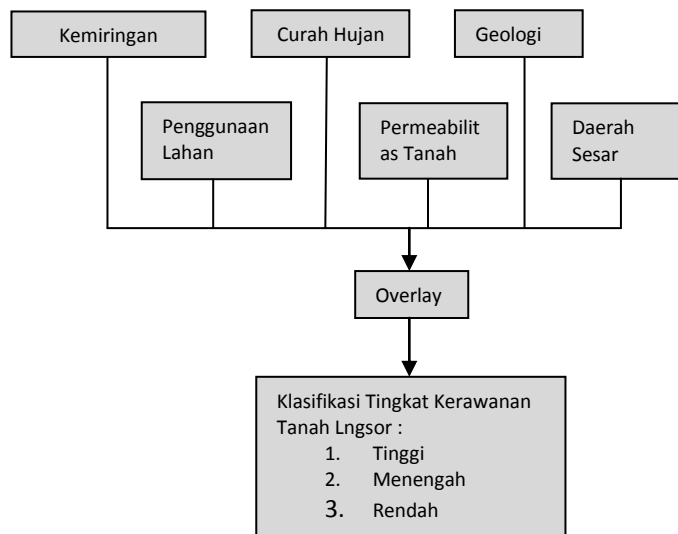 Kemiringan
Curah Hujan
Geologi
Penggunaan
Lahan
Permeabilit
as Tanah
Daerah
Sesar
Overlay
Klasifikasi Tingkat Kerawanan
Tanah Lngsor :
1. Tinggi
2. Menengah
3. Rendah